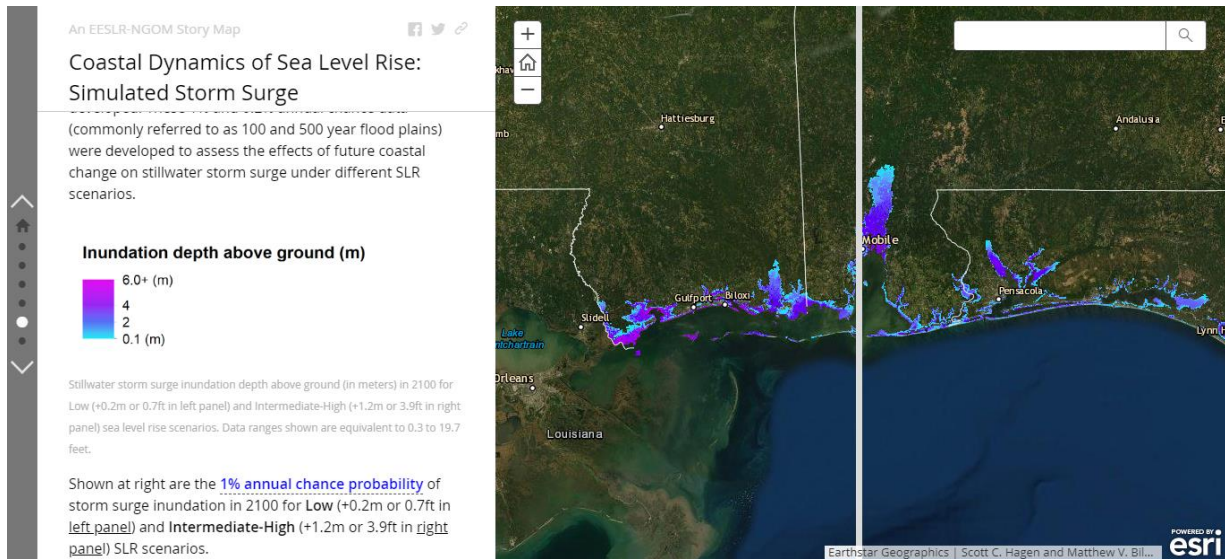 An EESLR-NGOM Story Map
Coastal Dynamics of Sea Level Rise:
Simulated Storm Surge
(commonly referred to as 100 and 500 year flood plains)
were developed to assess the effects of future coastal
change on stillwater storm surge under different SLR
scenarios.
Inundation depth above ground (m)
6.0+ (m)
4
2
0.1 (m)
Stillwater storm surge inundation depth above ground (in meters) in 2100 for
Low (+0.2m or 0.7ft in left panel) and Intermediate-High (+1.2m or 3.9ft in right
panel) sea level rise scenarios. Data ranges shown are equivalent to 0.3 to 19.7
feet.
Shown at right are the 1% annual chance probability of
storm surge inundation in 2100 for Low (+0.2m or 0.7ft in
left panel) and Intermediate-High (+1.2m or 3.9ft in right
panel) SLR scenarios.
+
−
Hattiesburg
Andalusia
Mobile
Gulfport
Biloxi
Pensacola
Slidell
Lake
Lynn H
Orleans
Louisiana
Earthstar Geographics | Scott C. Hagen and Matthew V. Bil...
POWERED BY
esri